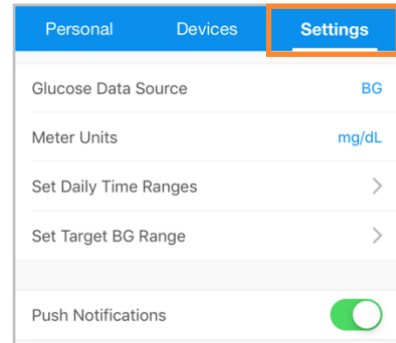 Personal Devices Settings
Glucose Data Source BG
Meter Units mg/dL
Set Daily Time Ranges
Set Target BG Range
Push Notifications